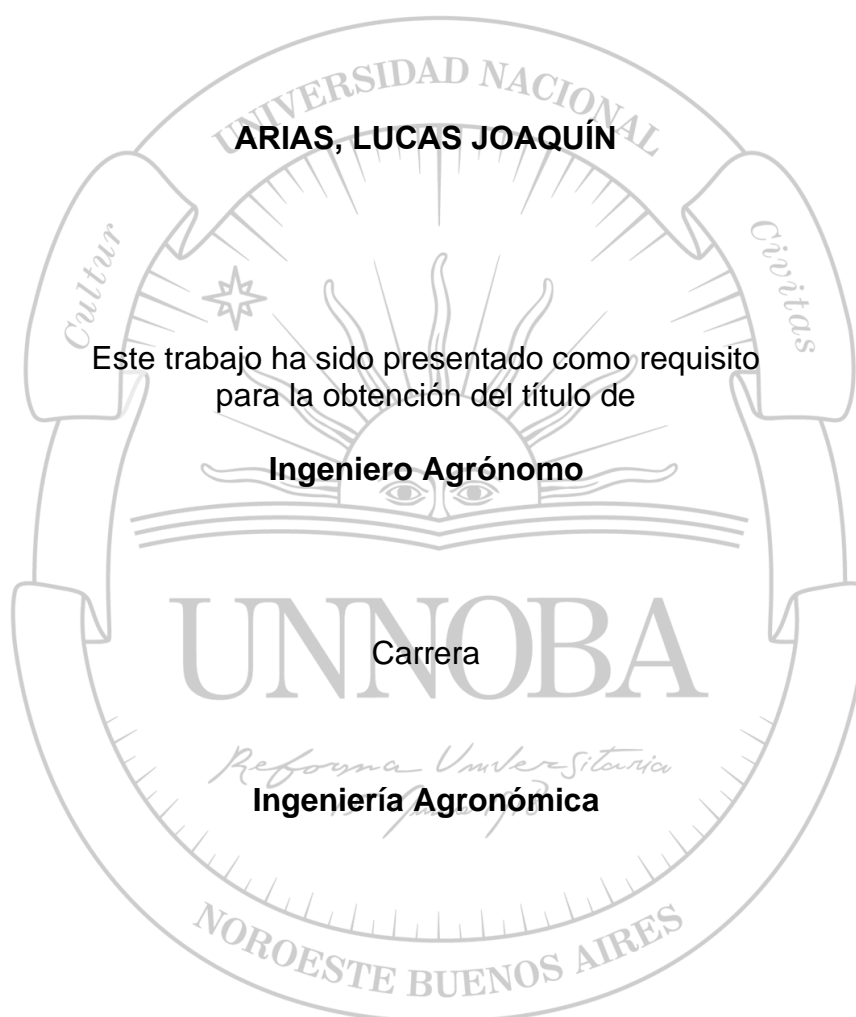 UNIVERSIDAD NACIONAL
ARIAS, LUCAS JOAQUÍN
Cultur
Civitas
Este trabajo ha sido presentado como requisito
para la obtención del título de
Ingeniero Agrónomo
UNNOBA
Carrera
Reforma Universitaria
Ingeniería Agronómica
NOROESTE BUENOS AIRES